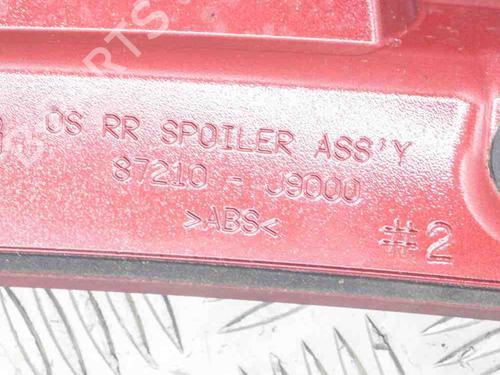 OS RR SPOILER ASS'Y
87210 - J9000
>ABS<
#2